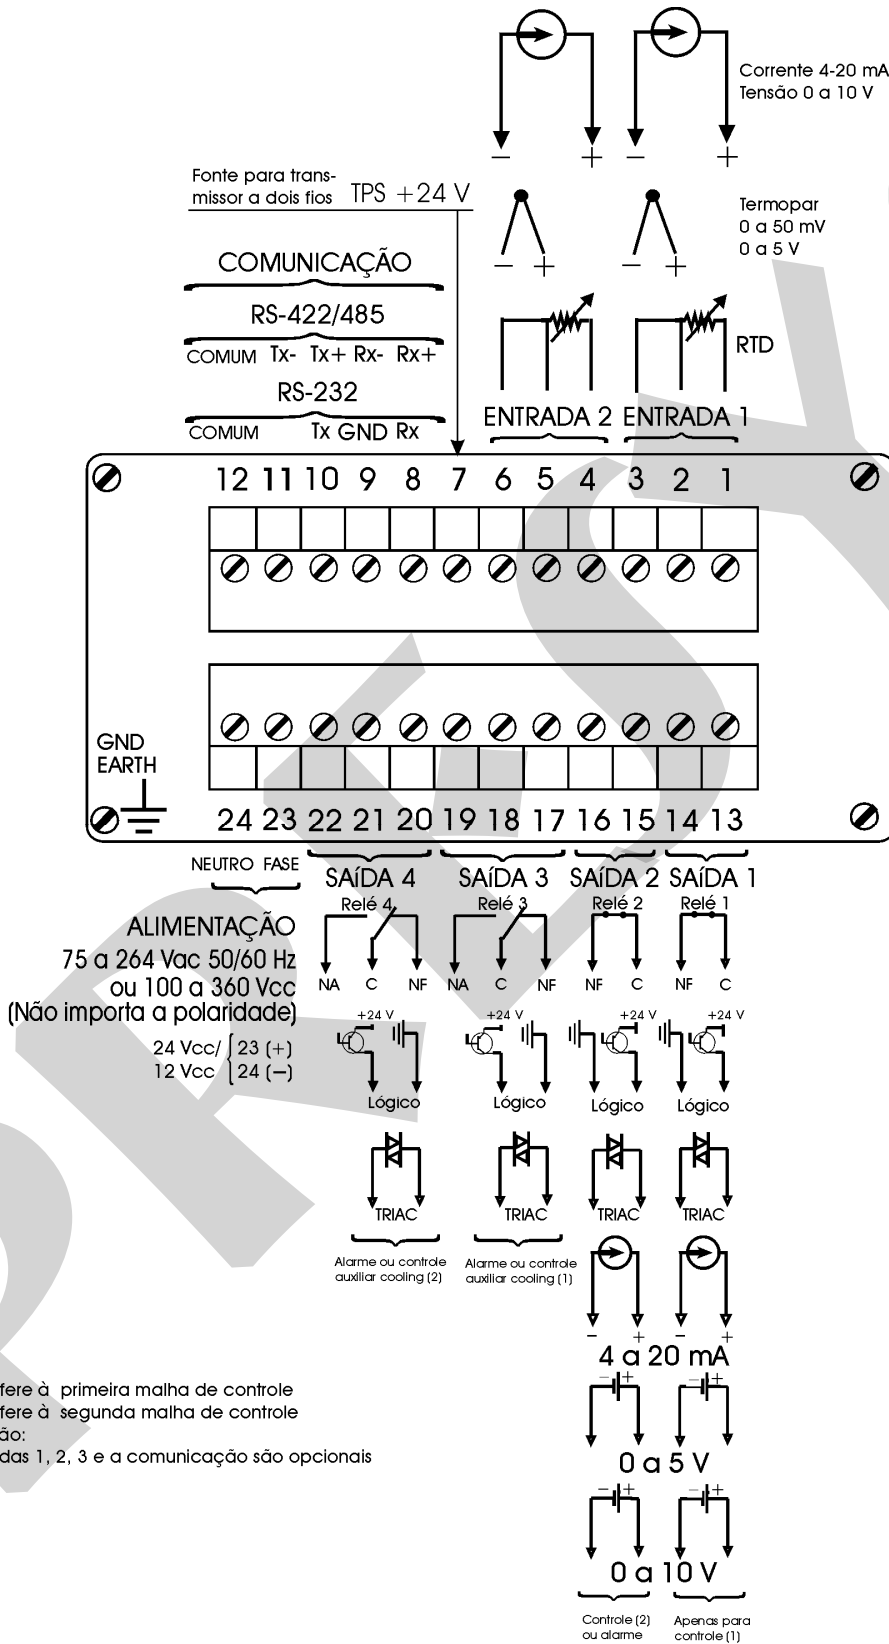 Corrente 4-20 mA
Tensão 0 a 10 V
− + − +
Fonte para trans-
missor a dois fios TPS +24 V
Termopar
0 a 50 mV
0 a 5 V
− + − +
COMUNICAÇÃO
RS-422/485
COMUM Tx- Tx+ Rx- Rx+
RTD
RS-232
COMUM Tx GND Rx
ENTRADA 2 ENTRADA 1
12 11 10 9 8 7 6 5 4 3 2 1
GND
EARTH
24 23 22 21 20 19 18 17 16 15 14 13
NEUTRO FASE
SAÍDA 4 SAÍDA 3 SAÍDA 2 SAÍDA 1
Relé 4 Relé 3 Relé 2 Relé 1
ALIMENTAÇÃO
75 a 264 Vac 50/60 Hz
ou 100 a 360 Vcc
(Não importa a polaridade)
NA C NF NA C NF NF C NF C
24 Vcc/ 23 (+)
12 Vcc 24 (−)
+24 V +24 V +24 V +24 V
Lógico Lógico Lógico Lógico
TRIAC TRIAC TRIAC TRIAC
Alarme ou controle
auxiliar cooling (2)
Alarme ou controle
auxiliar cooling (1)
− + − +
4 a 20 mA
− + − +
0 a 5 V
− + − +
0 a 10 V
Controle (2)
ou alarme
Apenas para
controle (1)
fere à primeira malha de controle
fere à segunda malha de controle
ão:
das 1, 2, 3 e a comunicação são opcionais
PRESY